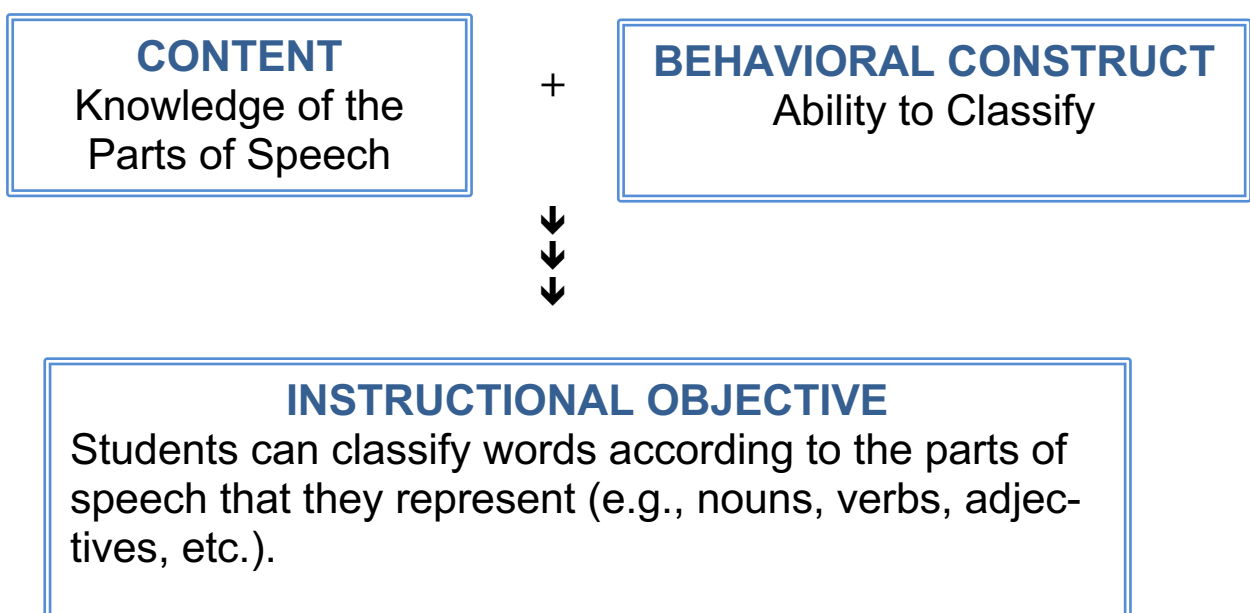 CONTENT
Knowledge of the
Parts of Speech
+
BEHAVIORAL CONSTRUCT
Ability to Classify
INSTRUCTIONAL OBJECTIVE
Students can classify words according to the parts of
speech that they represent (e.g., nouns, verbs, adjec-
tives, etc.).